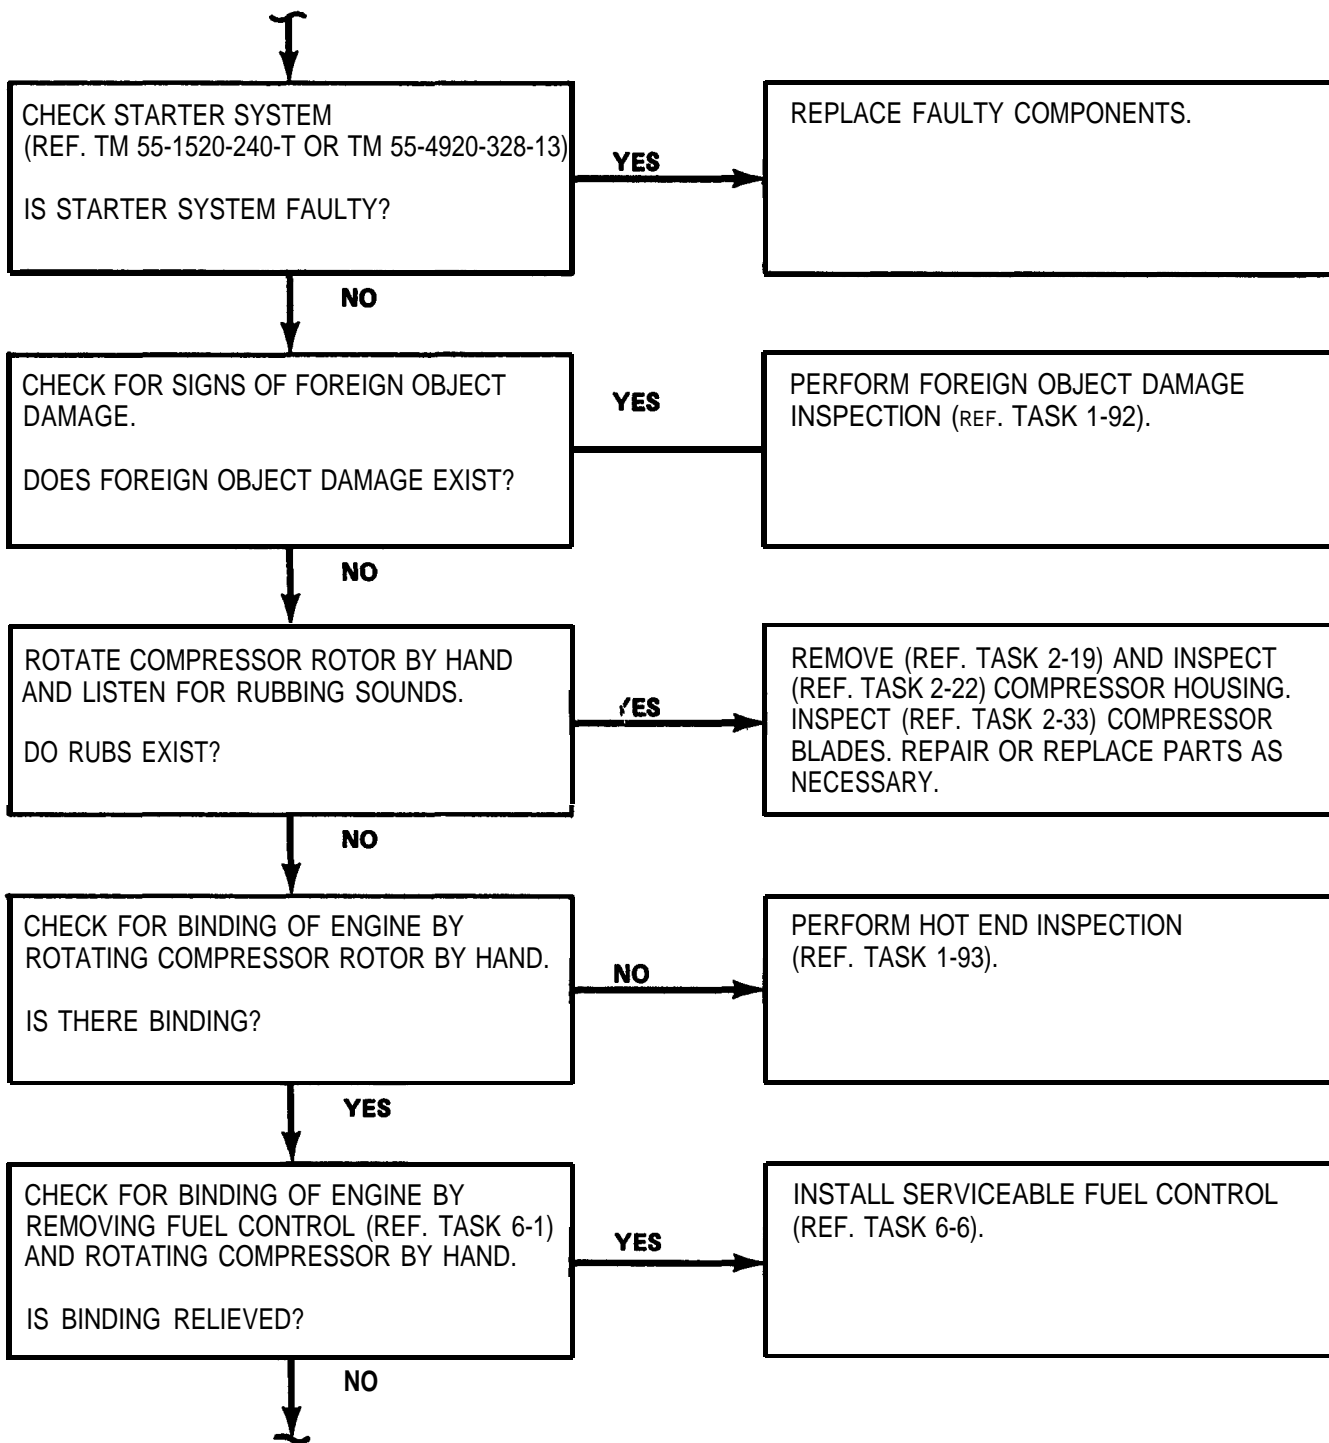 CHECK STARTER SYSTEM
(REF. TM 55-1520-240-T OR TM 55-4920-328-13)
IS STARTER SYSTEM FAULTY?
YES
REPLACE FAULTY COMPONENTS.
NO
CHECK FOR SIGNS OF FOREIGN OBJECT
DAMAGE.
DOES FOREIGN OBJECT DAMAGE EXIST?
YES
PERFORM FOREIGN OBJECT DAMAGE
INSPECTION (REF. TASK 1-92).
NO
ROTATE COMPRESSOR ROTOR BY HAND
AND LISTEN FOR RUBBING SOUNDS.
DO RUBS EXIST?
YES
REMOVE (REF. TASK 2-19) AND INSPECT
(REF. TASK 2-22) COMPRESSOR HOUSING.
INSPECT (REF. TASK 2-33) COMPRESSOR
BLADES. REPAIR OR REPLACE PARTS AS
NECESSARY.
NO
CHECK FOR BINDING OF ENGINE BY
ROTATING COMPRESSOR ROTOR BY HAND.
IS THERE BINDING?
NO
PERFORM HOT END INSPECTION
(REF. TASK 1-93).
YES
CHECK FOR BINDING OF ENGINE BY
REMOVING FUEL CONTROL (REF. TASK 6-1)
AND ROTATING COMPRESSOR BY HAND.
IS BINDING RELIEVED?
YES
INSTALL SERVICEABLE FUEL CONTROL
(REF. TASK 6-6).
NO